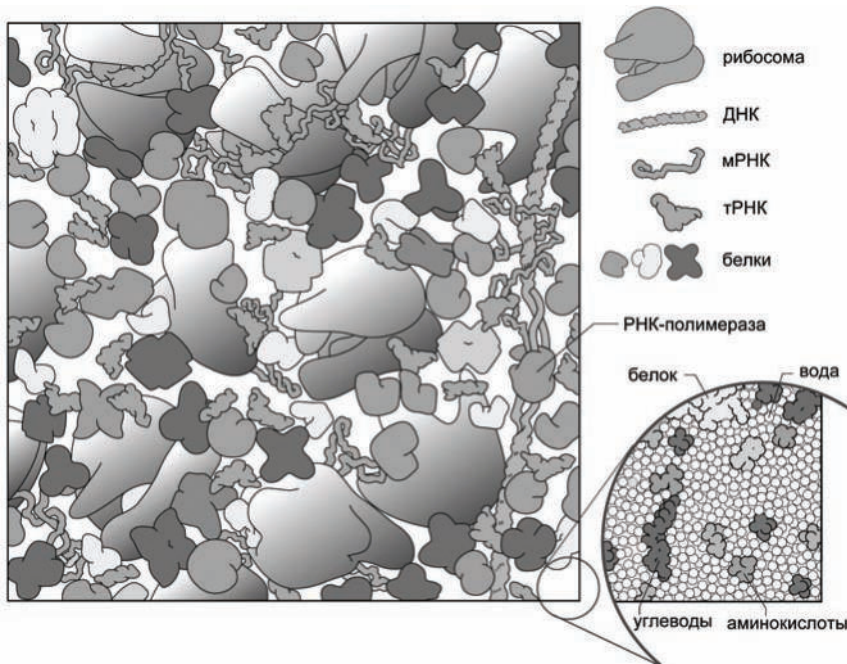 рибосома
ДНК
мРНК
тРНК
белки
РНК-полимераза
белок
вода
углеводы
аминокислоты